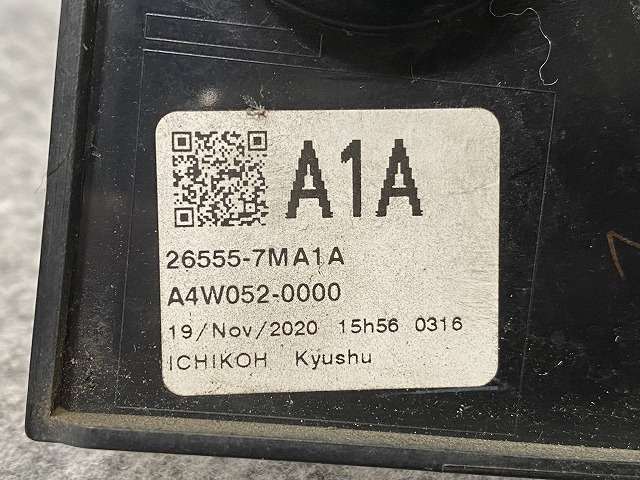 A1A
26555-7MA1A
A4W052-0000
19/Nov/2020 15h56 0316
ICHIKOH Kyushu